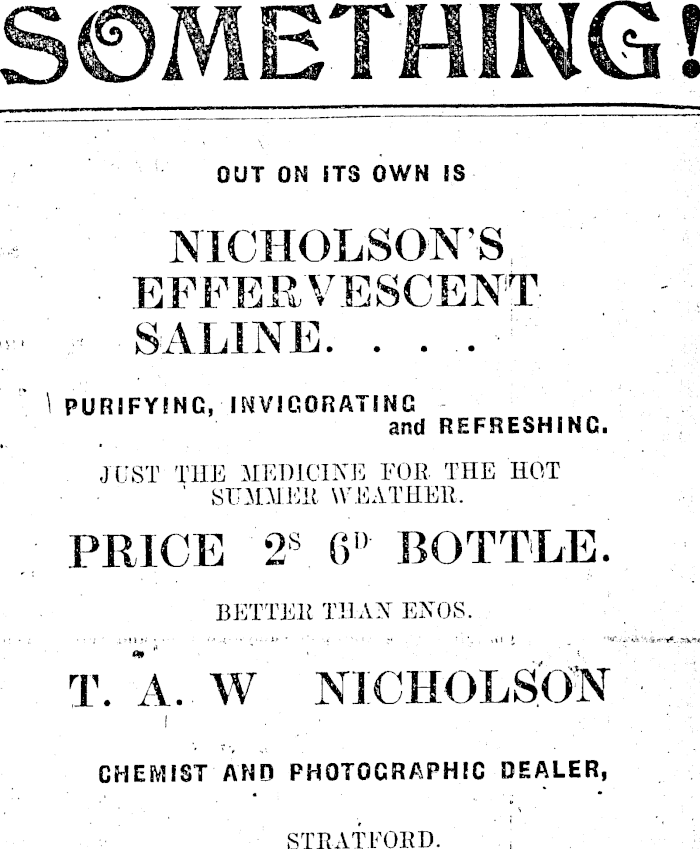 SOMETHING!
OUT ON ITS OWN IS
NICHOLSON'S
EFFERVESCENT
SALINE. . . .
PURIFYING, INVIGORATING
and REFRESHING.
JUST THE MEDICINE FOR THE HOT
SUMMER WEATHER.
PRICE 2S 6D BOTTLE.
BETTER THAN ENOS.
T. A. W NICHOLSON
CHEMIST AND PHOTOGRAPHIC DEALER,
STRATFORD.